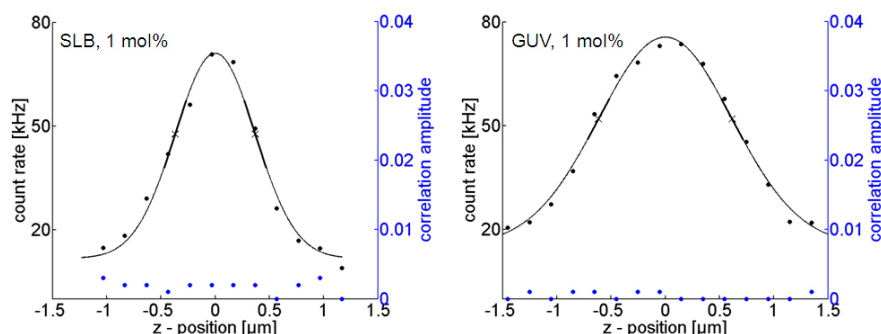 SLB, 1 mol%
80
50
20
count rate [kHz]
0.04
0.03
0.02
0.01
0
correlation amplitude
-1.5 -1 -0.5 0 0.5 1 1.5
z - position [µm]
GUV, 1 mol%
80
50
20
count rate [kHz]
0.04
0.03
0.02
0.01
0
correlation amplitude
-1.5 -1 -0.5 0 0.5 1 1.5
z - position [µm]